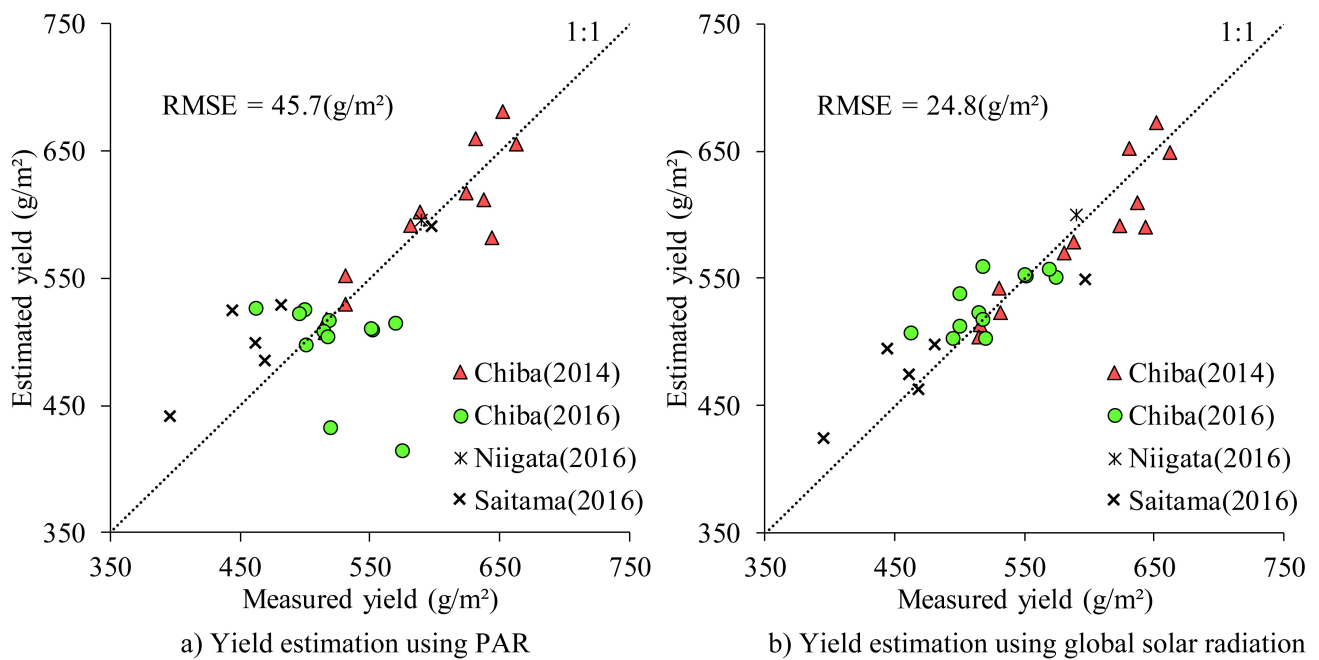 750
650
550
450
350
Estimated yield (g/m²)
1:1
RMSE = 45.7(g/m²)
Chiba(2014)
Chiba(2016)
Niigata(2016)
Saitama(2016)
350 450 550 650 750
Measured yield (g/m²)
a) Yield estimation using PAR
750
650
550
450
350
Estimated yield (g/m²)
1:1
RMSE = 24.8(g/m²)
Chiba(2014)
Chiba(2016)
Niigata(2016)
Saitama(2016)
350 450 550 650 750
Measured yield (g/m²)
b) Yield estimation using global solar radiation